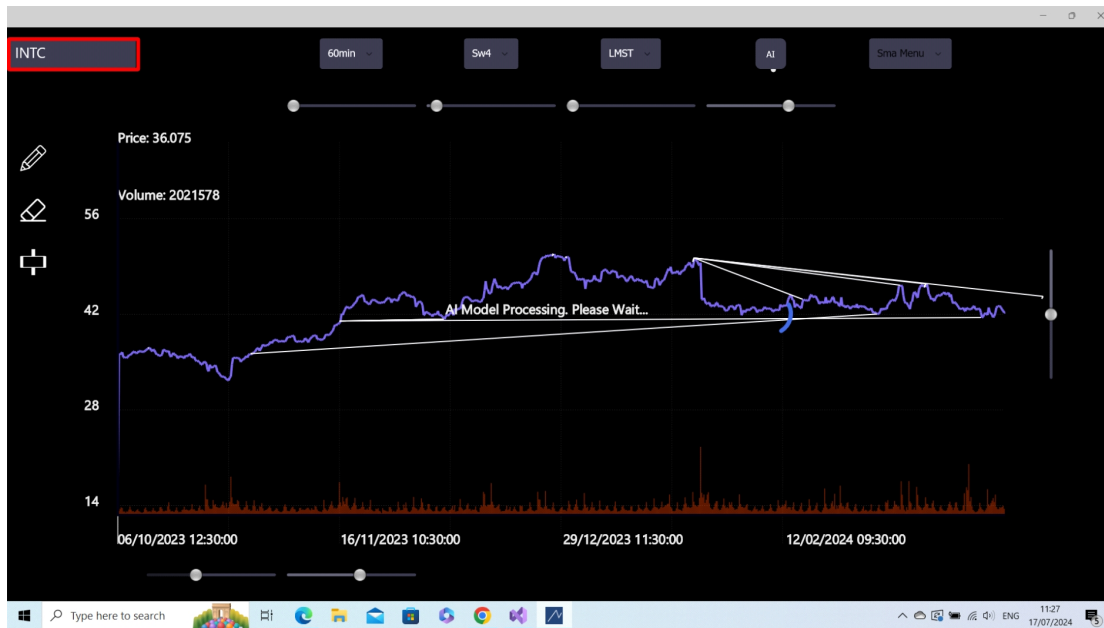 INTC
60min
Sw4
LMST
AI
Sma Menu
Price: 36.075
Volume: 2021578
56
42
AI Model Processing. Please Wait...
28
14
06/10/2023 12:30:00
16/11/2023 10:30:00
29/12/2023 11:30:00
12/02/2024 09:30:00
Type here to search
ENG
11:27
17/07/2024
5